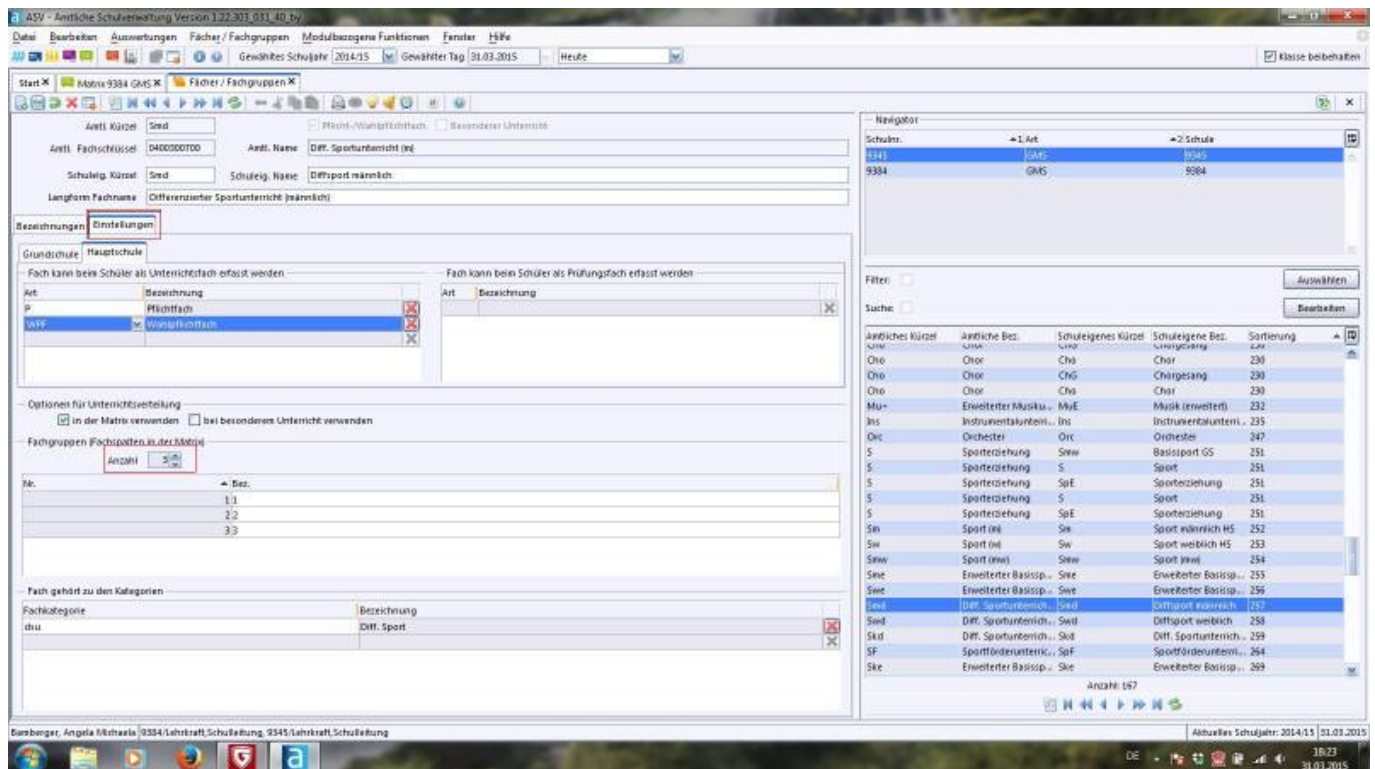 ASV - Amtliche Schulverwaltung Version 1.22.303_031_40_by
Datei Bearbeiten Auswertungen Fächer / Fachgruppen Modulbezogene Funktionen Fenster Hilfe
Gewähltes Schuljahr 2014/15 Gewählter Tag 31.03.2015 Heute Klasse beibehalten
Start Matrix 9384 GMS Fächer / Fachgruppen
Amtl. Kürzel Smd Pflicht-/Wahlpflichtfach Besonderer Unterricht
Amtl. Fachschlüssel 0400300700 Amtl. Name Diff. Sportunterricht (m)
Schuleig. Kürzel Smd Schuleig. Name Diffsport männlich
Langform Fachname Differenzierter Sportunterricht (männlich)
Bezeichnungen Einstellungen
Grundschule Hauptschule
Fach kann beim Schüler als Unterrichtsfach erfasst werden
Art Bezeichnung
P Pflichtfach
WPF Wahlpflichtfach
Fach kann beim Schüler als Prüfungsfach erfasst werden
Art Bezeichnung
Optionen für Unterrichtsverteilung
in der Matrix verwenden bei besonderem Unterricht verwenden
Fachgruppen (Fachspalten in der Matrix)
Anzahl 3
Nr. Bez.
1 1
2 2
3 3
Fach gehört zu den Kategorien
Fachkategorie Bezeichnung
dsu Diff. Sport
Navigator
Schulnr. 1 Art 2 Schule
9345 GMS 9345
9384 GMS 9384
Filter: Auswählen
Suche: Bearbeiten
Amtliches Kürzel Amtliche Bez. Schuleigenes Kürzel Schuleigene Bez. Sortierung
Cho Chor ChG Chorgesang 230
Cho Chor Cho Chor 230
Cho Chor ChG Chorgesang 230
Cho Chor Cho Chor 230
Mu+ Erweiterter Musiku... MuE Musik (erweitert) 232
Ins Instrumentalunterri... Ins Instrumentalunterri... 235
Orc Orchester Orc Orchester 247
S Sporterziehung Smw Basissport GS 251
S Sporterziehung S Sport 251
S Sporterziehung SpE Sporterziehung 251
S Sporterziehung S Sport 251
S Sporterziehung SpE Sporterziehung 251
Sm Sport (m) Sm Sport männlich HS 252
Sw Sport (w) Sw Sport weiblich HS 253
Smw Sport (mw) Smw Sport (mw) 254
Sme Erweiterter Basissp... Sme Erweiterter Basissp... 255
Swe Erweiterter Basissp... Swe Erweiterter Basissp... 256
Smd Diff. Sportunterrich... Smd Diffsport männlich 257
Swd Diff. Sportunterrich... Swd Diffsport weiblich 258
Skd Diff. Sportunterrich... Skd Diff. Sportunterrich... 259
SF Sportförderunterric... SpF Sportförderunterri... 264
Ske Erweiterter Basissp... Ske Erweiterter Basissp... 269
Anzahl: 167
Bamberger, Angela Michaela 9384/Lehrkraft,Schulleitung, 9345/Lehrkraft,Schulleitung Aktuelles Schuljahr: 2014/15 31.03.2015
DE 18:23
31.03.2015